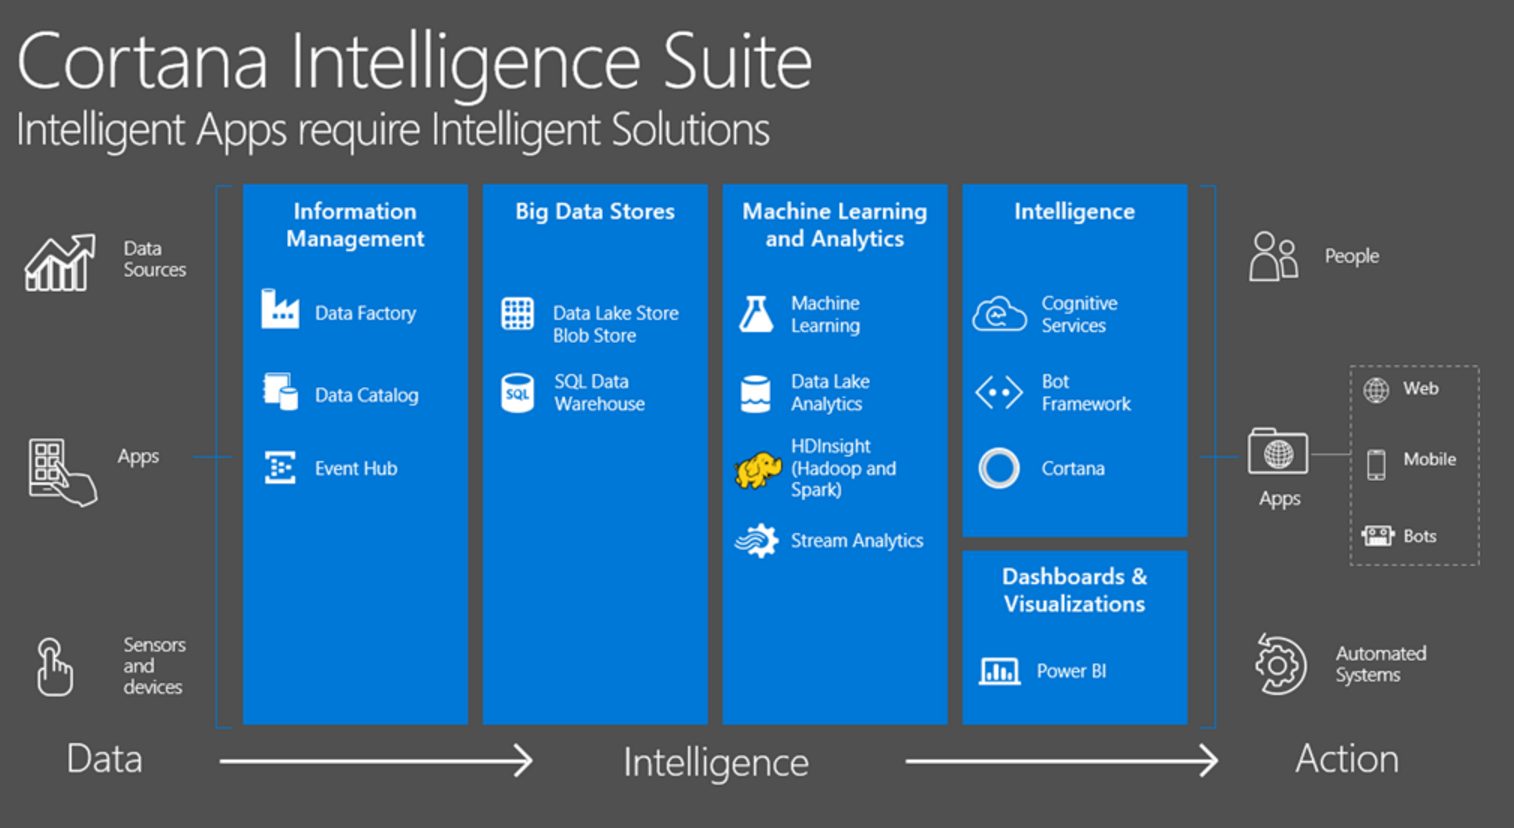 Cortana Intelligence Suite
Intelligent Apps require Intelligent Solutions
Data
Sources
Apps
Sensors
and
devices
Information
Management
Data Factory
Data Catalog
Event Hub
Big Data Stores
Data Lake Store
Blob Store
SQL
SQL Data
Warehouse
Machine Learning
and Analytics
Machine
Learning
Data Lake
Analytics
HDInsight
(Hadoop and
Spark)
Stream Analytics
Intelligence
Cognitive
Services
Bot
Framework
Cortana
Dashboards &
Visualizations
Power BI
People
Apps
Web
Mobile
Bots
Automated
Systems
Data
Intelligence
Action